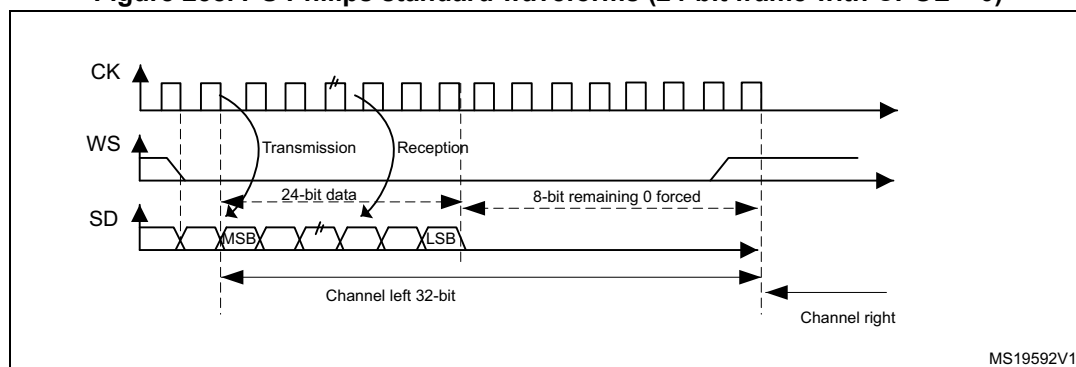 CK
WS
Transmission
Reception
24-bit data
8-bit remaining 0 forced
SD
MSB
LSB
Channel left 32-bit
Channel right
MS19592V1